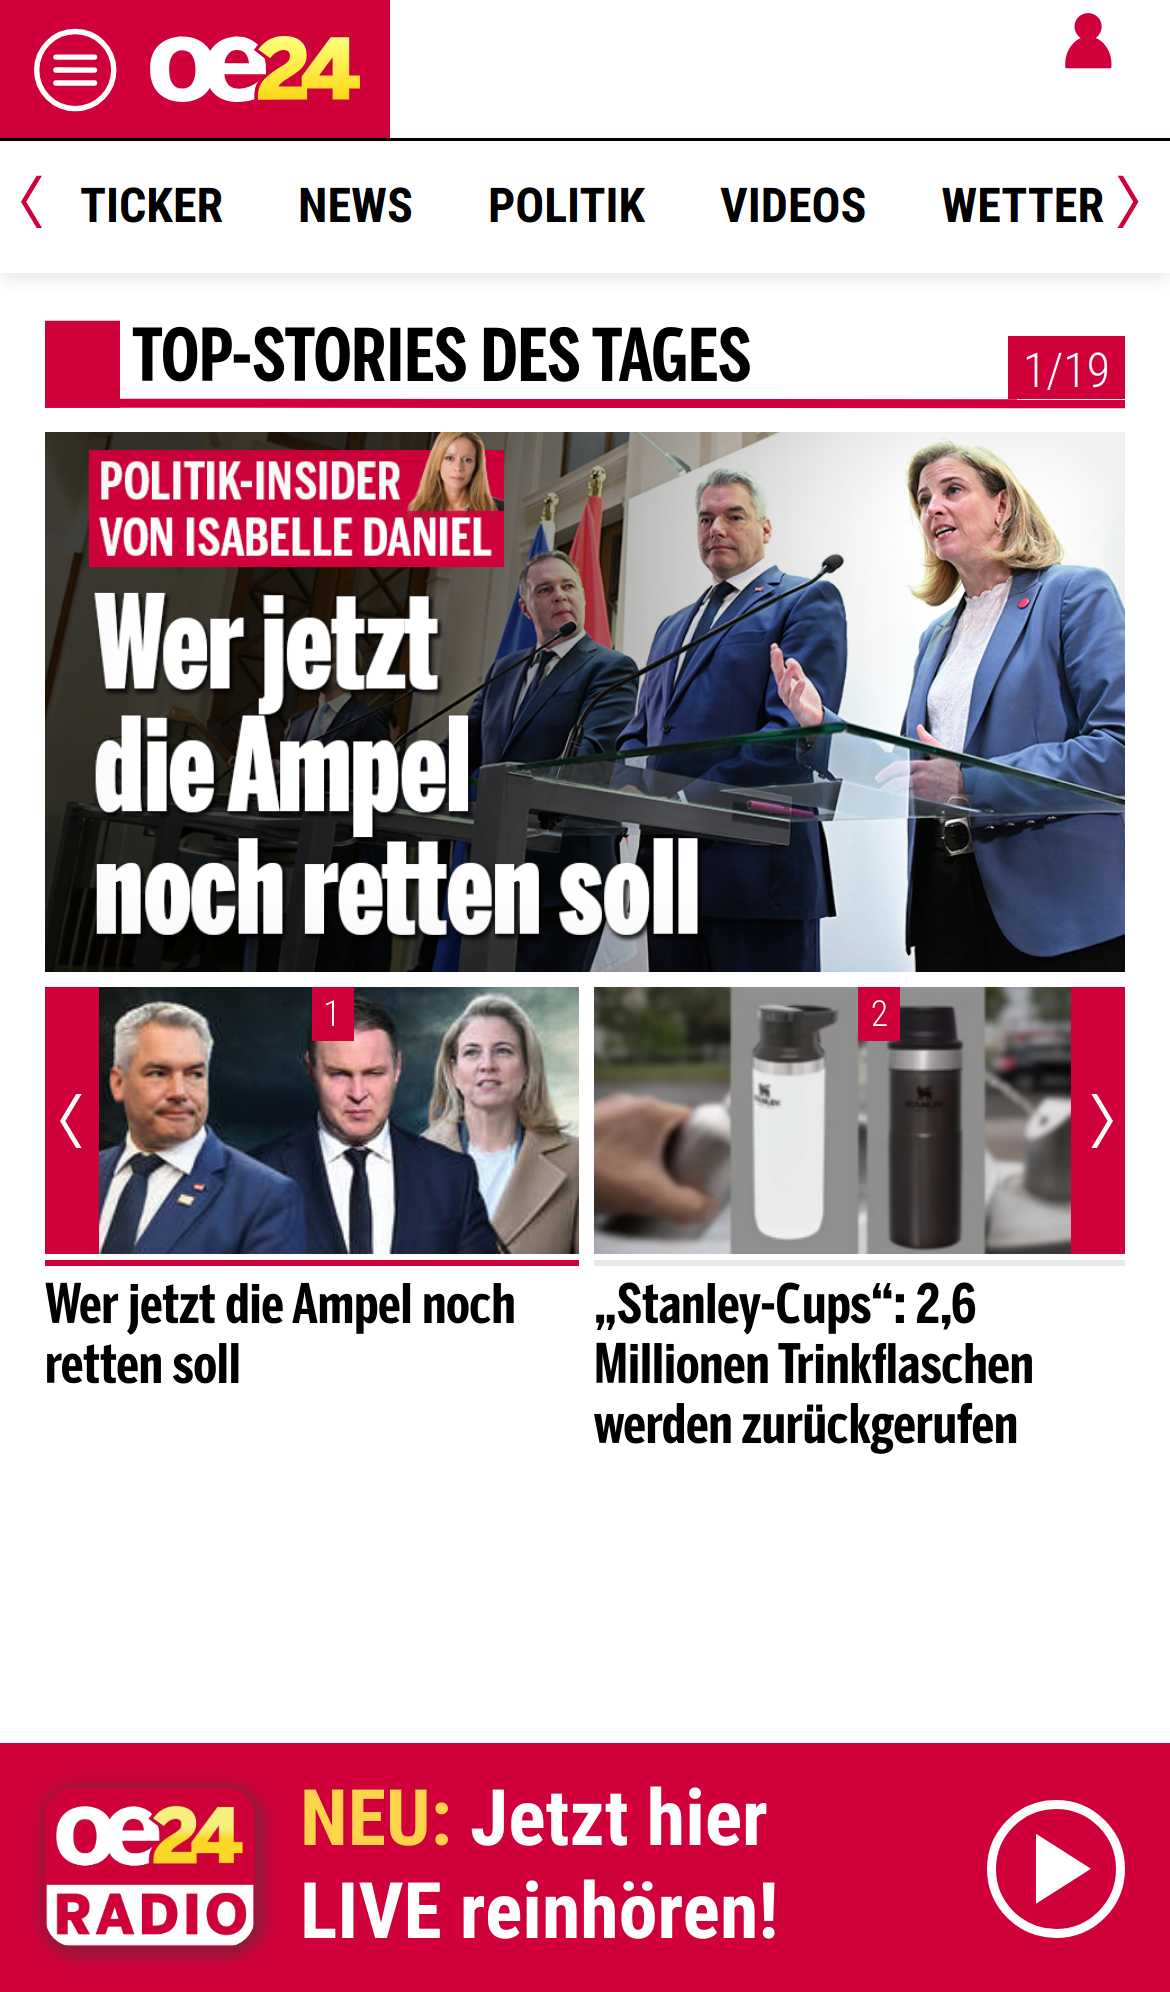 oe24
TICKER NEWS POLITIK VIDEOS WETTER
TOP-STORIES DES TAGES
1/19
POLITIK-INSIDER
VON ISABELLE DANIEL
Wer jetzt
die Ampel
noch retten soll
1
2
STANLEY
STANLEY
Wer jetzt die Ampel noch
retten soll
„Stanley-Cups“: 2,6
Millionen Trinkflaschen
werden zurückgerufen
oe24
RADIO
NEU: Jetzt hier
LIVE reinhören!